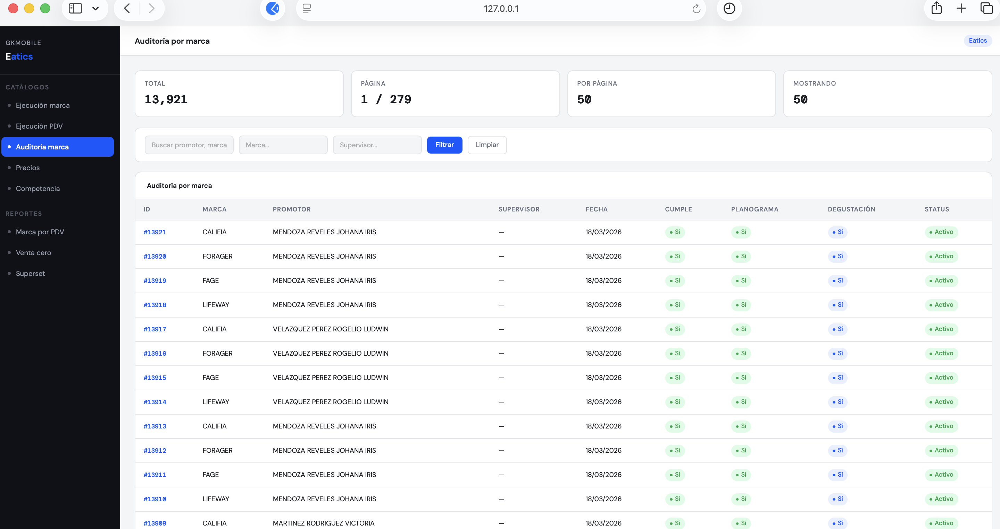 127.0.0.1
GKMOBILE
Eatics
CATÁLOGOS
Ejecución marca
Ejecución PDV
Auditoría marca
Precios
Competencia
REPORTES
Marca por PDV
Venta cero
Superset
Auditoría por marca
Eatics
TOTAL
13,921
PÁGINA
1 / 279
POR PÁGINA
50
MOSTRANDO
50
Buscar promotor, marca
Marca...
Supervisor...
Filtrar
Limpiar
Auditoría por marca
ID MARCA PROMOTOR SUPERVISOR FECHA CUMPLE PLANOGRAMA DEGUSTACIÓN STATUS
#13921 CALIFIA MENDOZA REVELES JOHANA IRIS — 18/03/2026 Sí Sí Sí Activo
#13920 FORAGER MENDOZA REVELES JOHANA IRIS — 18/03/2026 Sí Sí Sí Activo
#13919 FAGE MENDOZA REVELES JOHANA IRIS — 18/03/2026 Sí Sí Sí Activo
#13918 LIFEWAY MENDOZA REVELES JOHANA IRIS — 18/03/2026 Sí Sí Sí Activo
#13917 CALIFIA VELAZQUEZ PEREZ ROGELIO LUDWIN — 18/03/2026 Sí Sí Sí Activo
#13916 FORAGER VELAZQUEZ PEREZ ROGELIO LUDWIN — 18/03/2026 Sí Sí Sí Activo
#13915 FAGE VELAZQUEZ PEREZ ROGELIO LUDWIN — 18/03/2026 Sí Sí Sí Activo
#13914 LIFEWAY VELAZQUEZ PEREZ ROGELIO LUDWIN — 18/03/2026 Sí Sí Sí Activo
#13913 CALIFIA MENDOZA REVELES JOHANA IRIS — 18/03/2026 Sí Sí Sí Activo
#13912 FORAGER MENDOZA REVELES JOHANA IRIS — 18/03/2026 Sí Sí Sí Activo
#13911 FAGE MENDOZA REVELES JOHANA IRIS — 18/03/2026 Sí Sí Sí Activo
#13910 LIFEWAY MENDOZA REVELES JOHANA IRIS — 18/03/2026 Sí Sí Sí Activo
#13909 CALIFIA MARTINEZ RODRIGUEZ VICTORIA — 18/03/2026 Sí Sí Sí Activo